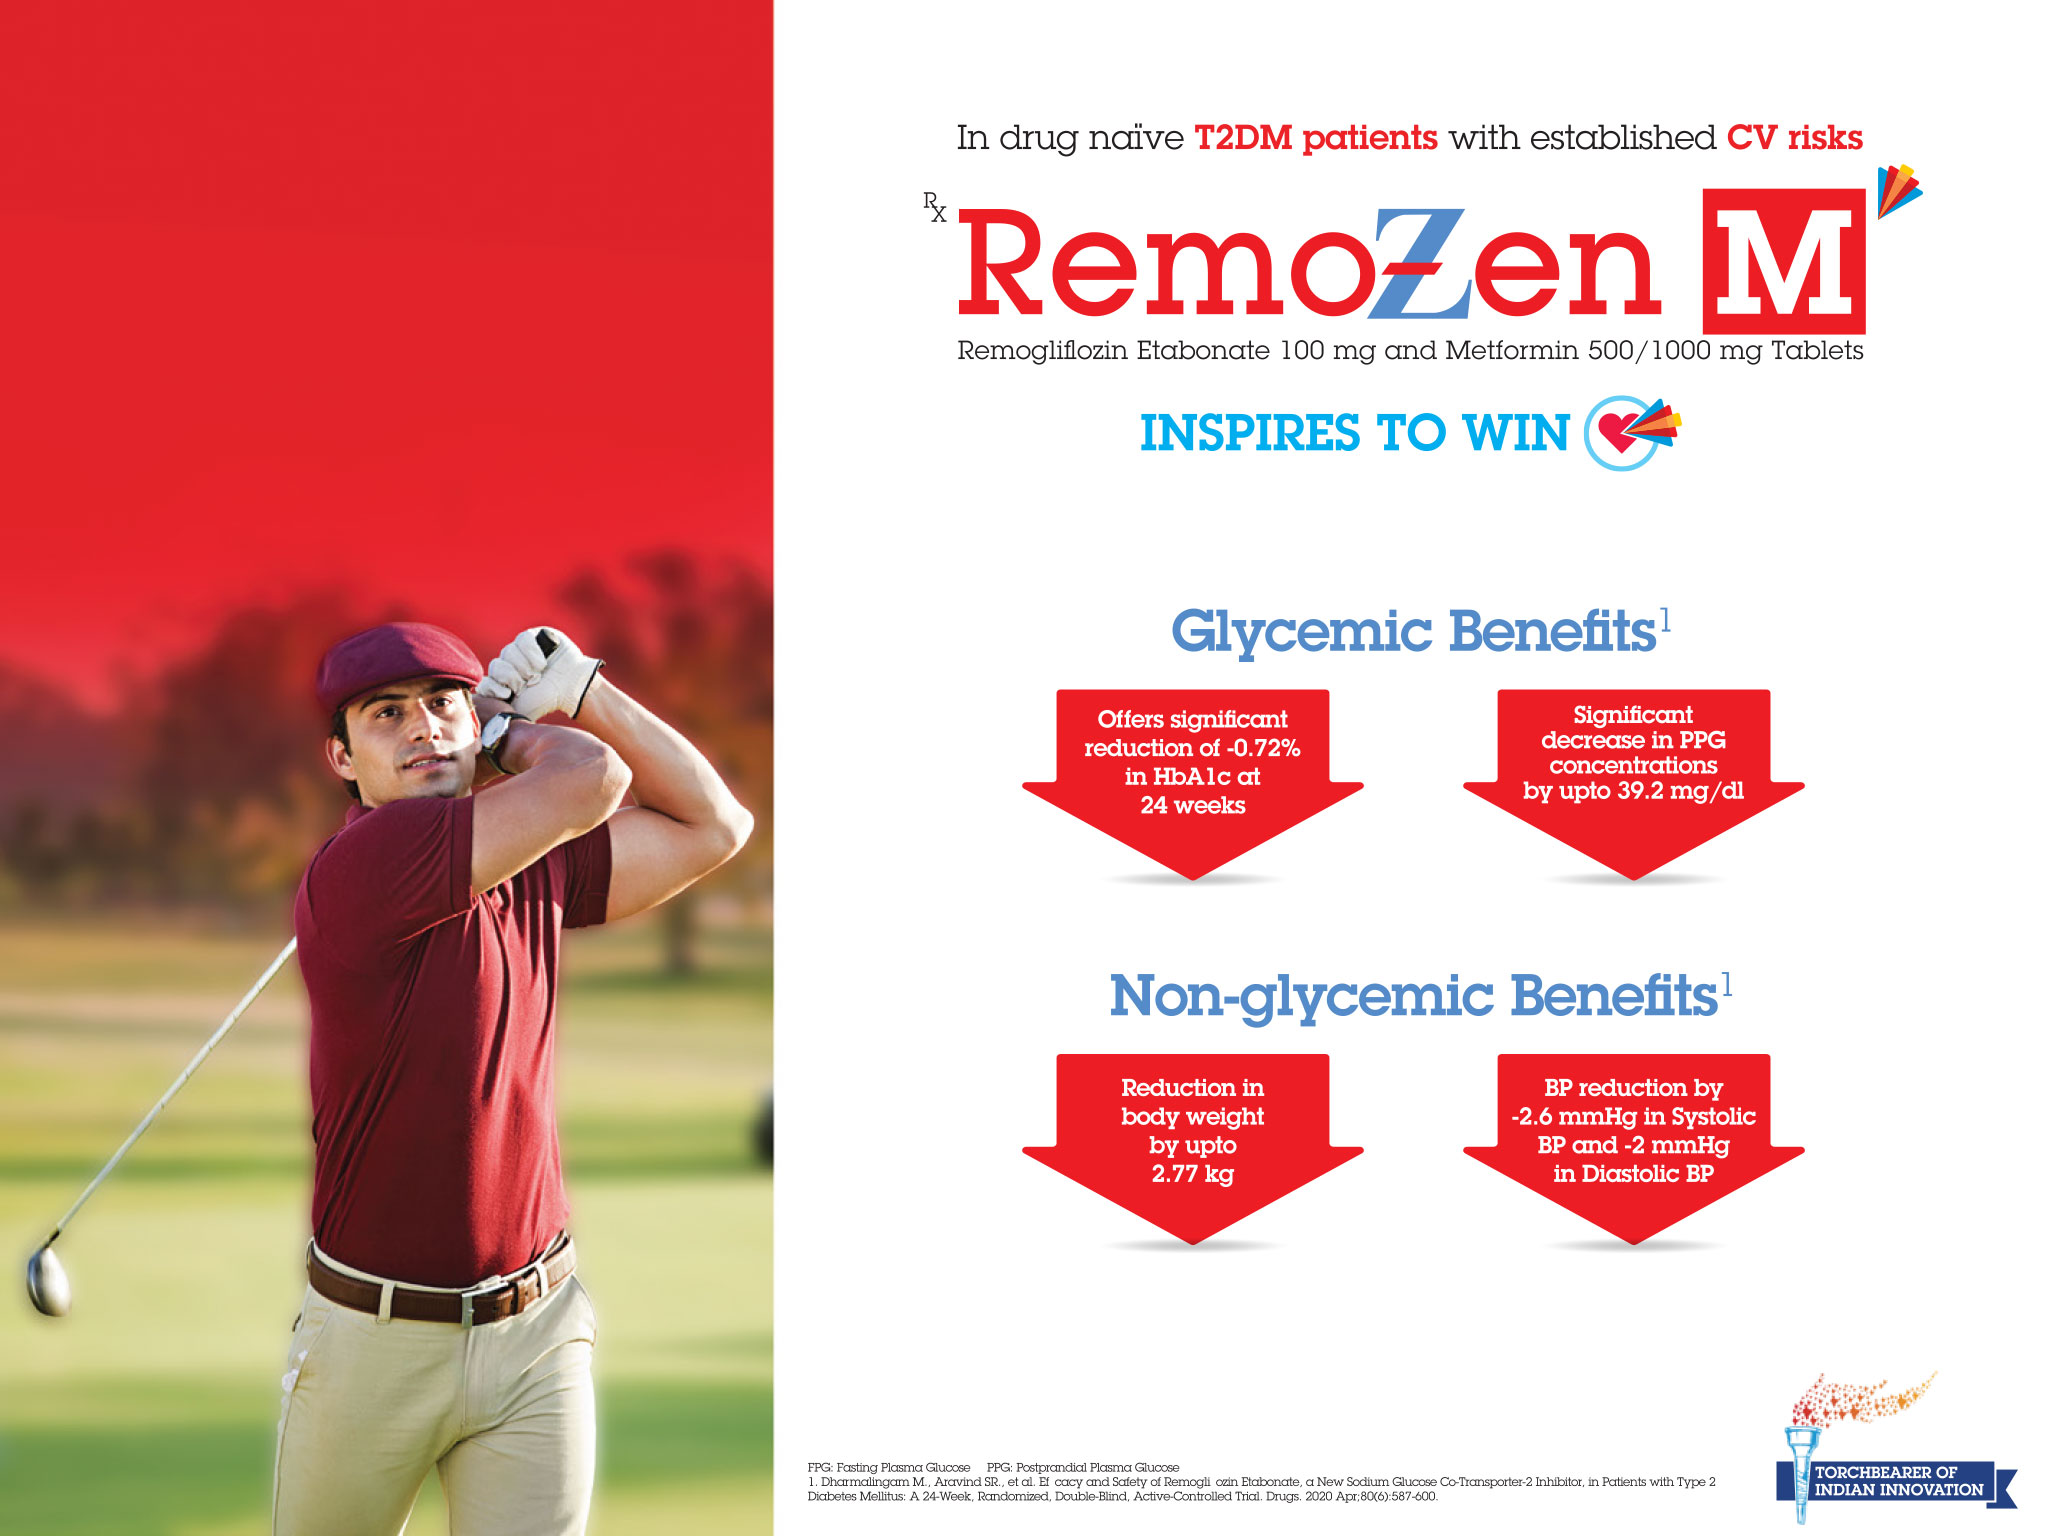 In drug naïve T2DM patients with established CV risks
Rx
RemoZen M
Remogliflozin Etabonate 100 mg and Metformin 500/1000 mg Tablets
INSPIRES TO WIN
Glycemic Benefits1
Offers significant
reduction of -0.72%
in HbA1c at
24 weeks
Significant
decrease in PPG
concentrations
by upto 39.2 mg/dl
Non-glycemic Benefits1
Reduction in
body weight
by upto
2.77 kg
BP reduction by
-2.6 mmHg in Systolic
BP and -2 mmHg
in Diastolic BP
FPG: Fasting Plasma Glucose PPG: Postprandial Plasma Glucose
1. Dharmalingam M., Aravind SR., et al. Ef cacy and Safety of Remogli ozin Etabonate, a New Sodium Glucose Co-Transporter-2 Inhibitor, in Patients with Type 2
Diabetes Mellitus: A 24-Week, Randomized, Double-Blind, Active-Controlled Trial. Drugs. 2020 Apr;80(6):587-600.
TORCHBEARER OF
INDIAN INNOVATION